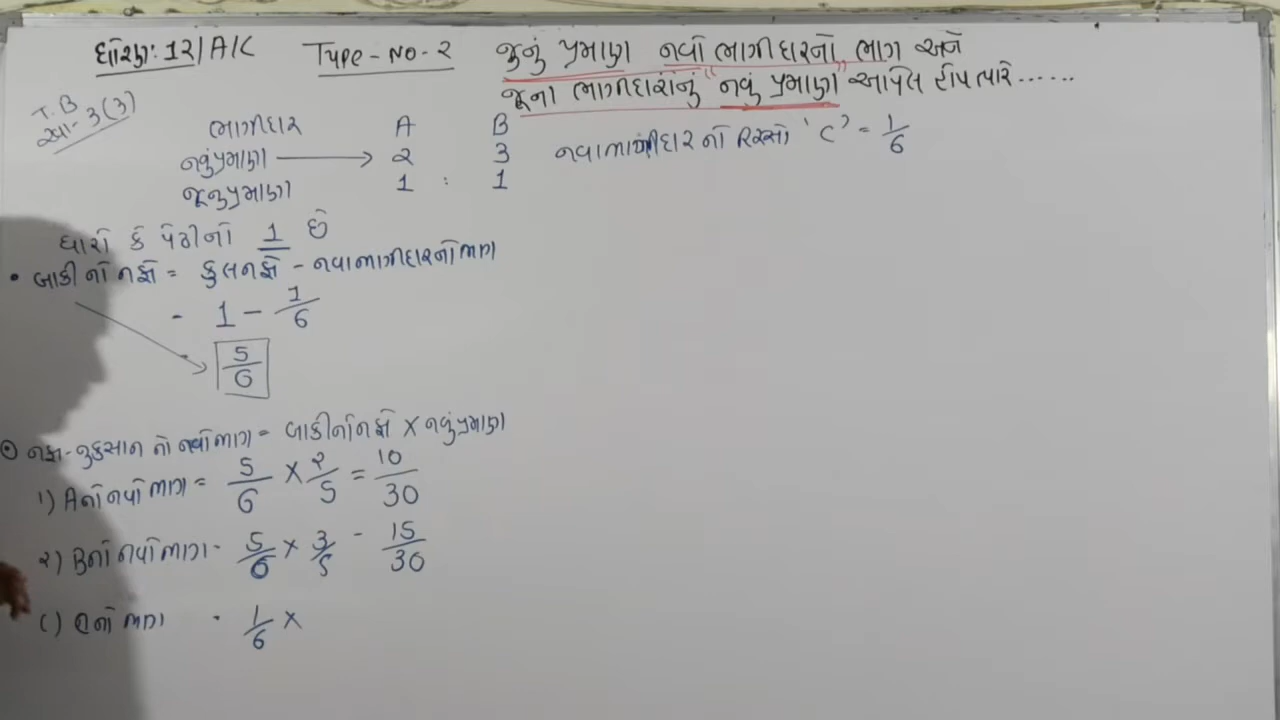 ધોરણ: 12/A/C Type-No-2 જૂનું પ્રમાણ નવા ભાગીદારનો ભાગ અને
જૂના ભાગીદારોનું "નવું પ્રમાણ" આપેલ હોય ત્યારે......
T.B
સ્વા-3(3)
ભાગીદાર A B
નવું પ્રમાણ → 2 3 નવા ભાગીદારનો હિસ્સો 'C' = 1/6
જૂનું પ્રમાણ 1 : 1
ધારો કે પેઢીનો 1 છે
• બાકીનો નફો = કુલ નફો - નવા ભાગીદારનો ભાગ
- 1 - 1/6
5/6
નફા-નુકસાન નો નવો ભાગ = બાકીનો નફો × નવું પ્રમાણ
1) A નો નવો ભાગ = 5/6 × 2/5 = 10/30
2) B નો નવો ભાગ - 5/6 × 3/5 - 15/30
C) C નો ભાગ . 1/6 ×